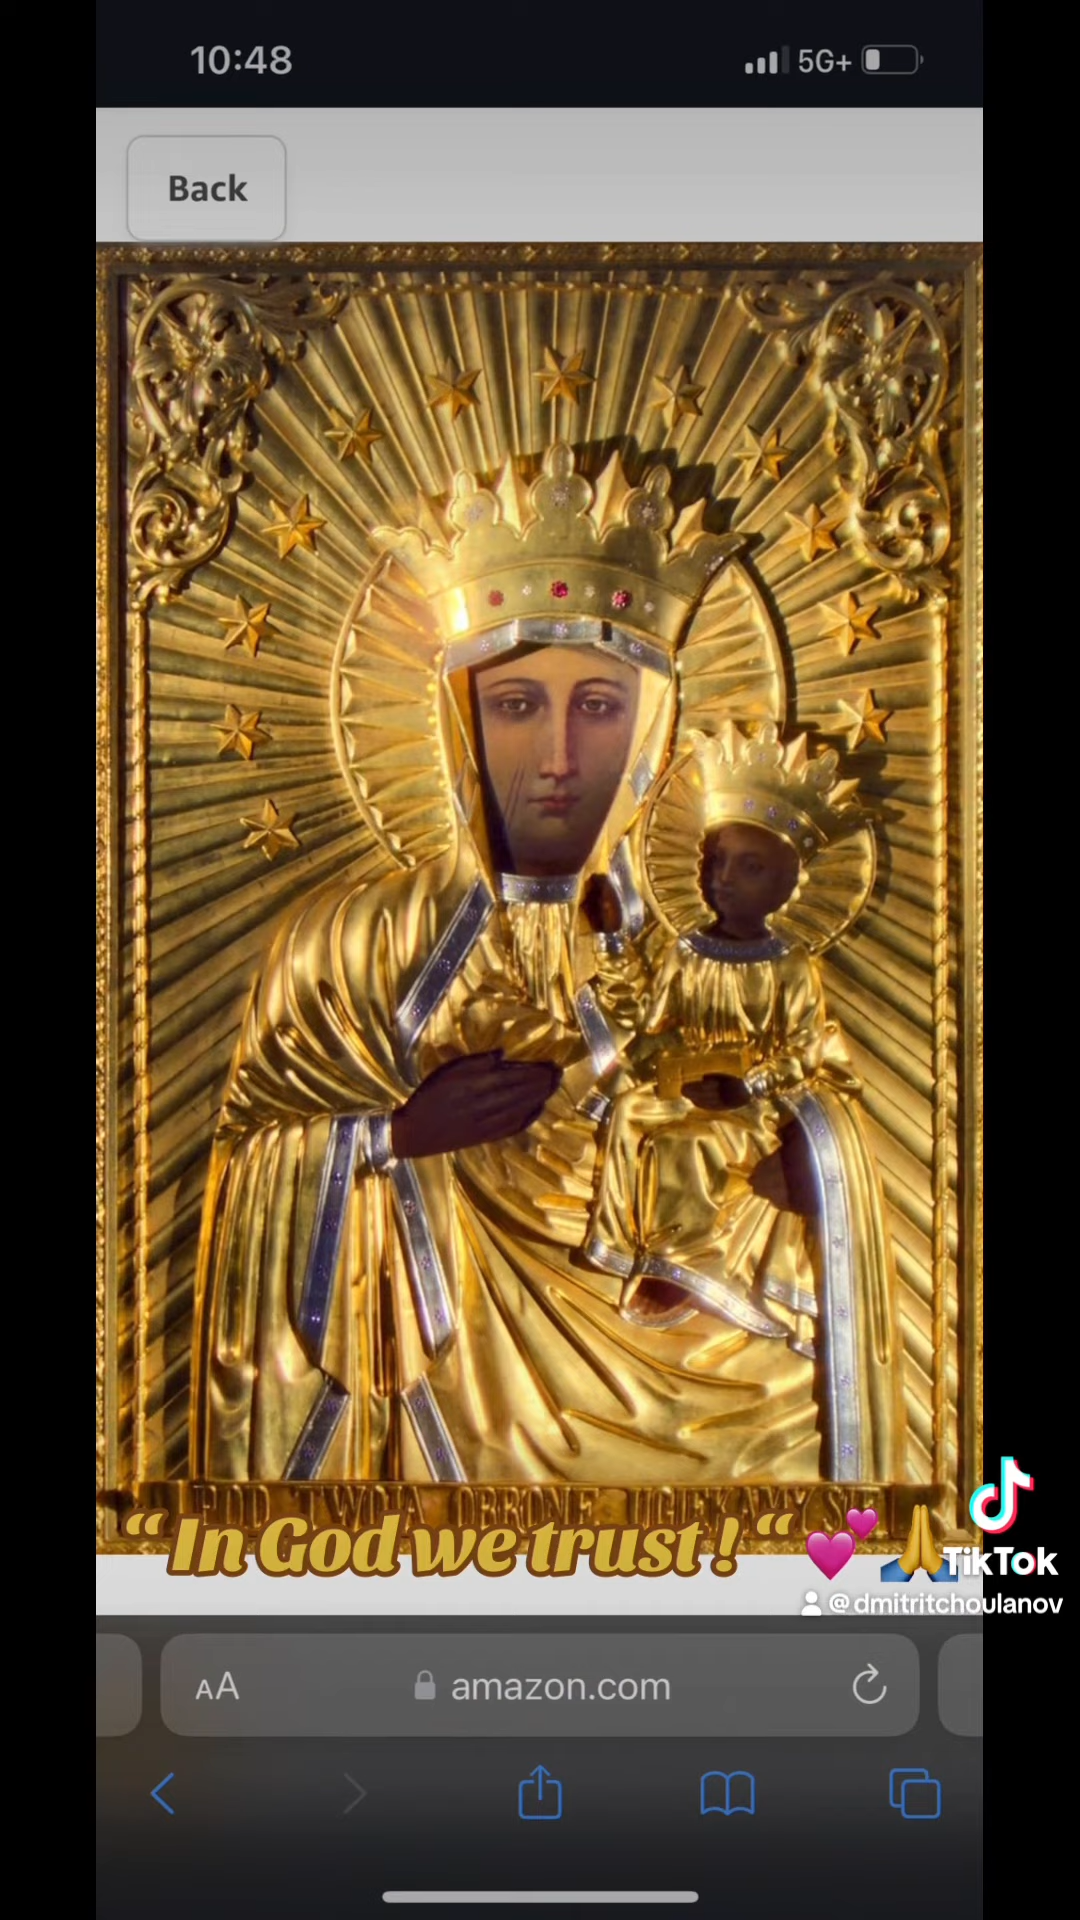 10:48
5G+
Back
POD TWOJĄ OBRONĘ UCIEKAMY SIĘ
“ In God we trust ! “
TikTok
@dmitritchoulanov
AA
amazon.com